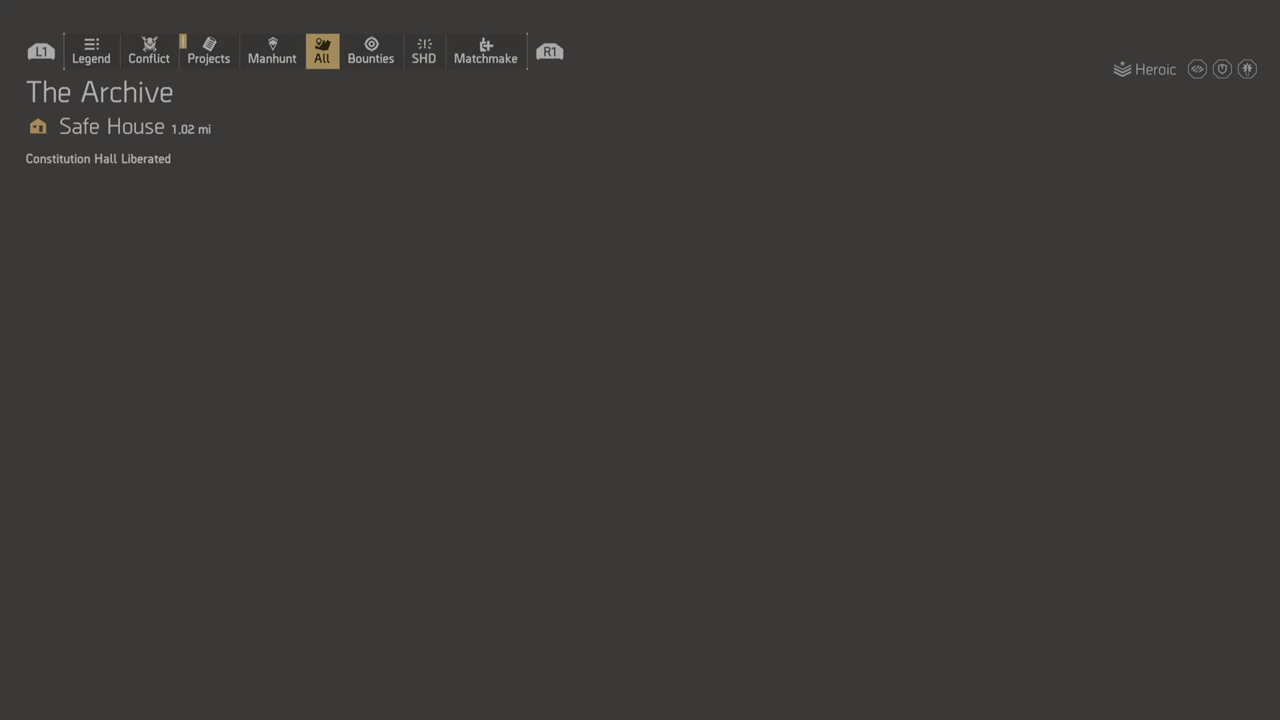 L1 Legend Conflict Projects Manhunt All Bounties SHD Matchmake R1
Heroic
The Archive
Safe House 1.02 mi
Constitution Hall Liberated